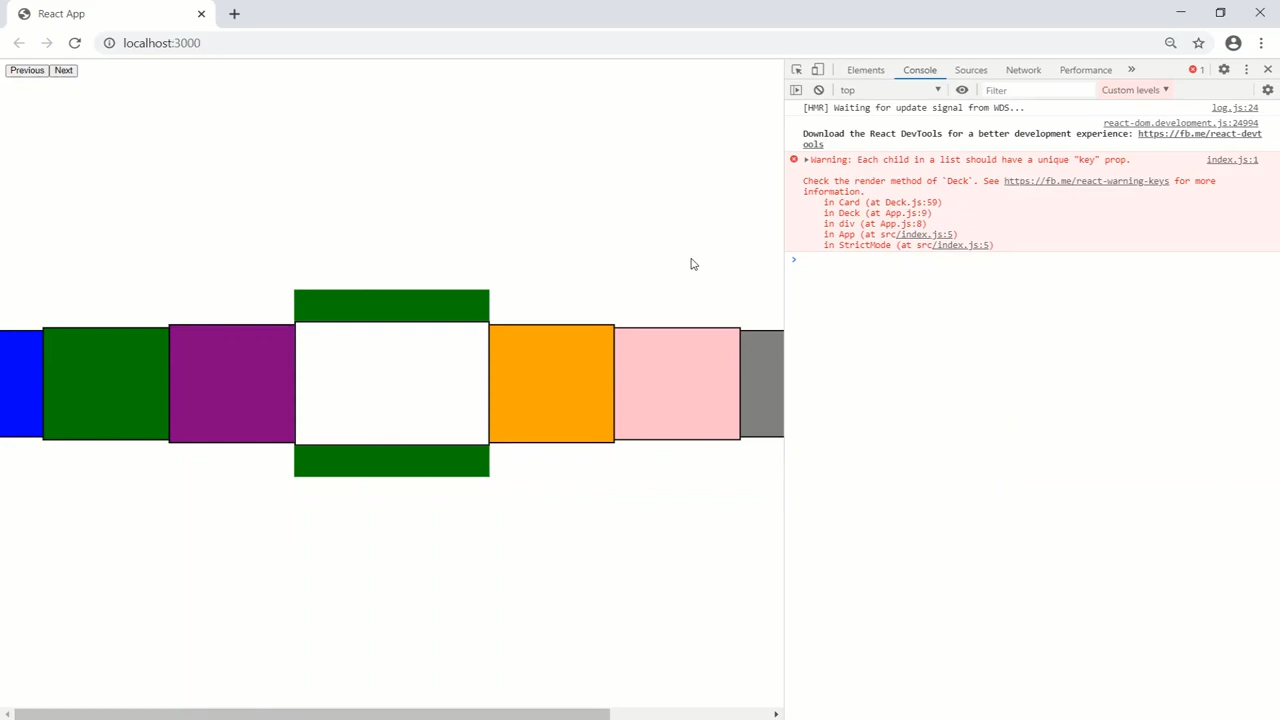 React App
localhost:3000
Previous Next
Elements Console Sources Network Performance » 1
top Filter Custom levels
[HMR] Waiting for update signal from WDS... log.js:24
react-dom.development.js:24994
Download the React DevTools for a better development experience: https://fb.me/react-devt
ools
Warning: Each child in a list should have a unique "key" prop. index.js:1
Check the render method of `Deck`. See https://fb.me/react-warning-keys for more
information.
in Card (at Deck.js:59)
in Deck (at App.js:9)
in div (at App.js:8)
in App (at src/index.js:5)
in StrictMode (at src/index.js:5)